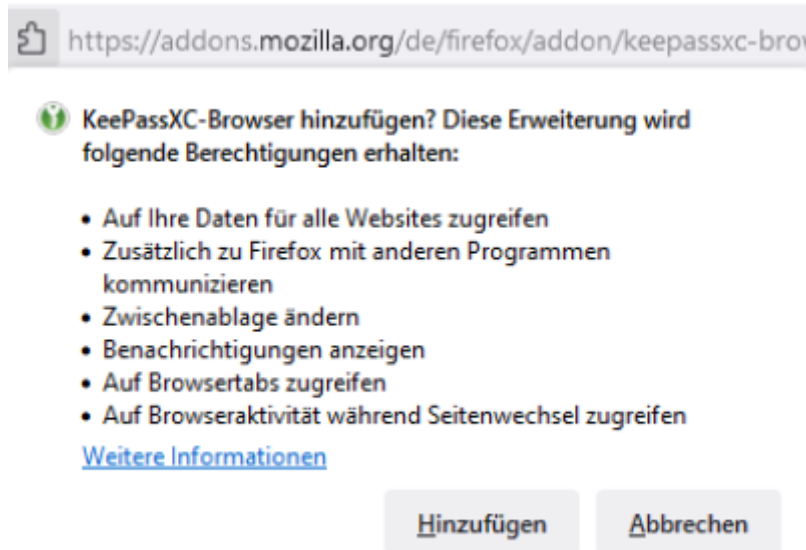 https://addons.mozilla.org/de/firefox/addon/keepassxc-brow
KeePassXC-Browser hinzufügen? Diese Erweiterung wird
folgende Berechtigungen erhalten:
• Auf Ihre Daten für alle Websites zugreifen
• Zusätzlich zu Firefox mit anderen Programmen
kommunizieren
• Zwischenablage ändern
• Benachrichtigungen anzeigen
• Auf Browsertabs zugreifen
• Auf Browseraktivität während Seitenwechsel zugreifen
Weitere Informationen
Hinzufügen Abbrechen